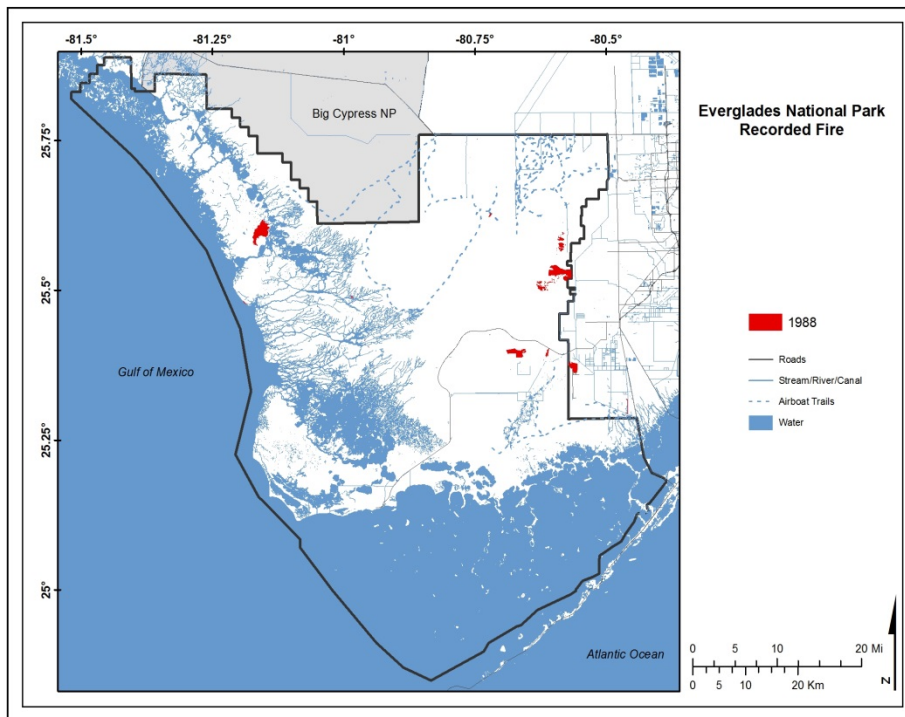 -81.5
-81.25
-81°
-80.75
-80.5
Big Cypress NP
Everglades National Park
Recorded Fire
25.75°
25.5°
25.25°
25°
1988
Roads
Stream/River/Canal
Airboat Trails
Water
Gulf of Mexico
Atlantic Ocean
0 5 10 20 Mi
0 5 10 20 Km
N